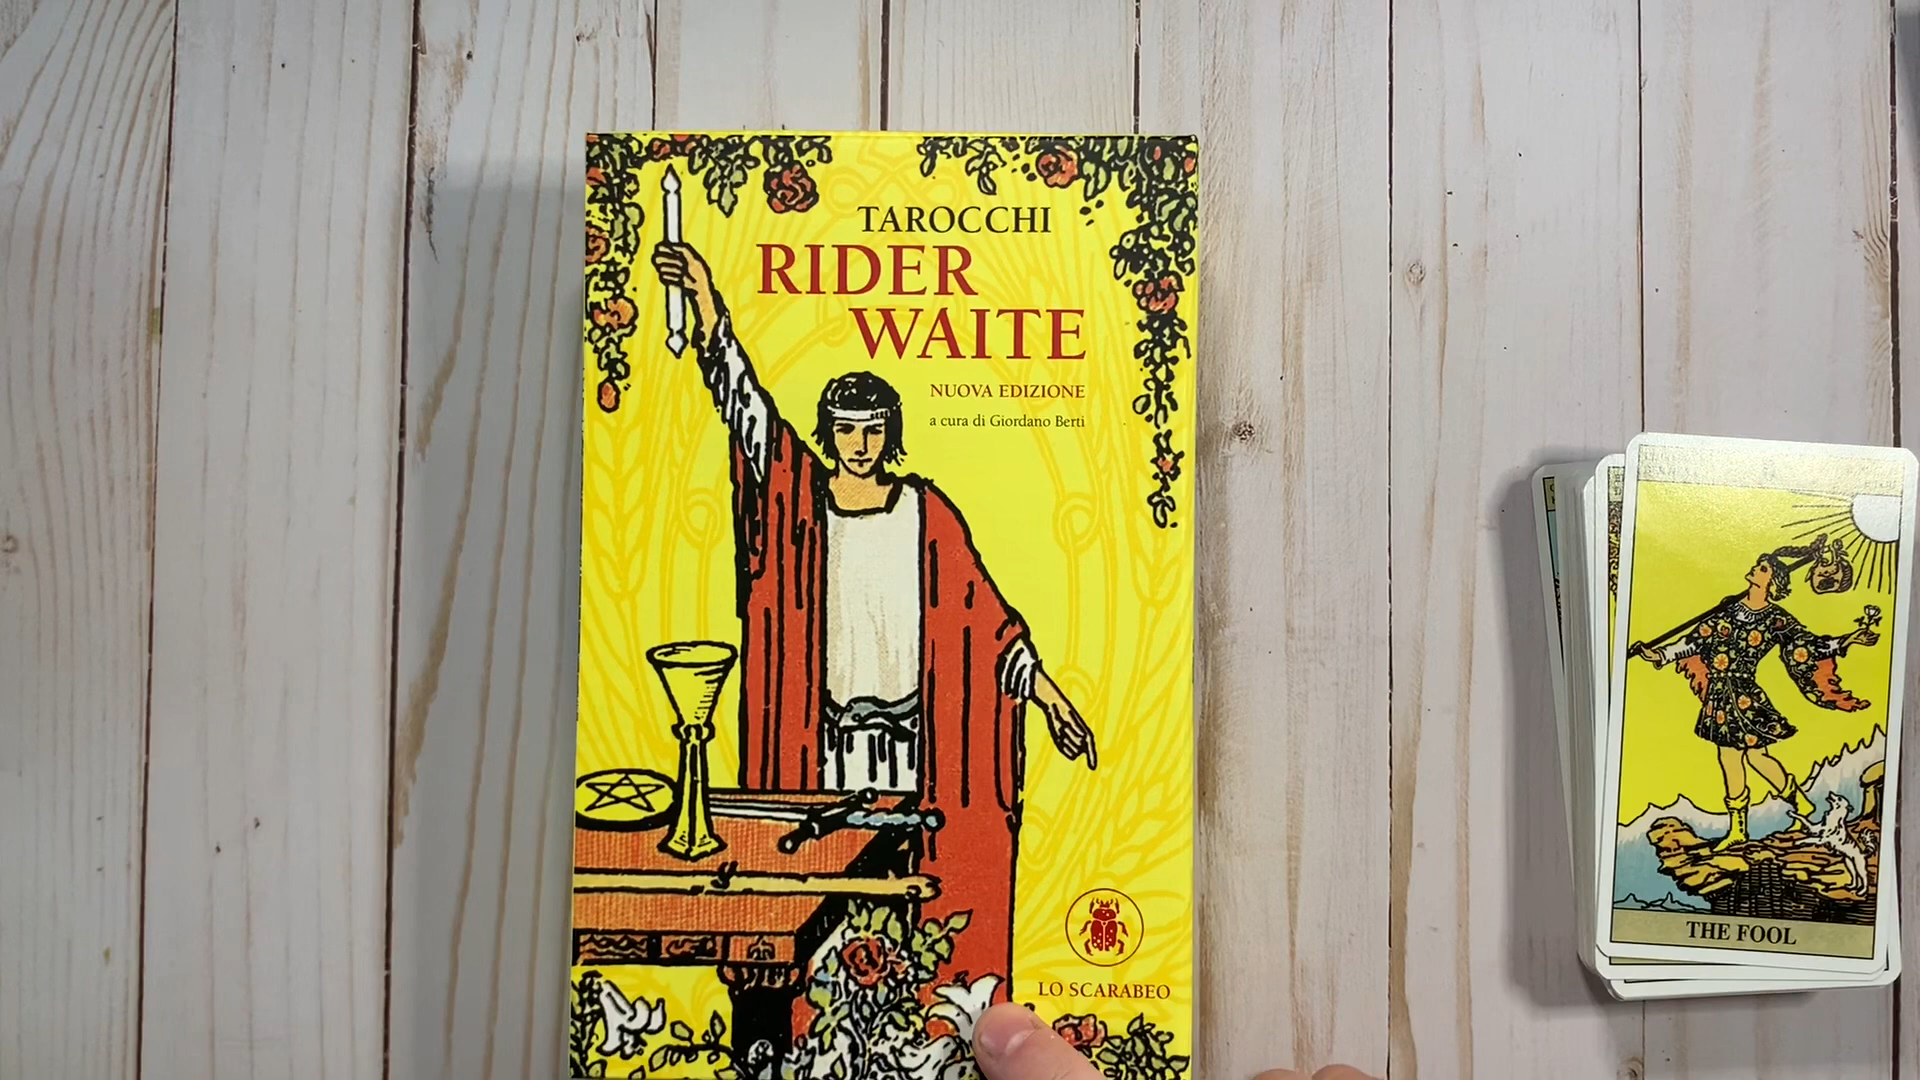 TAROCCHI
RIDER
WAITE
NUOVA EDIZIONE
a cura di Giordano Berti
LO SCARABEO
THE FOOL